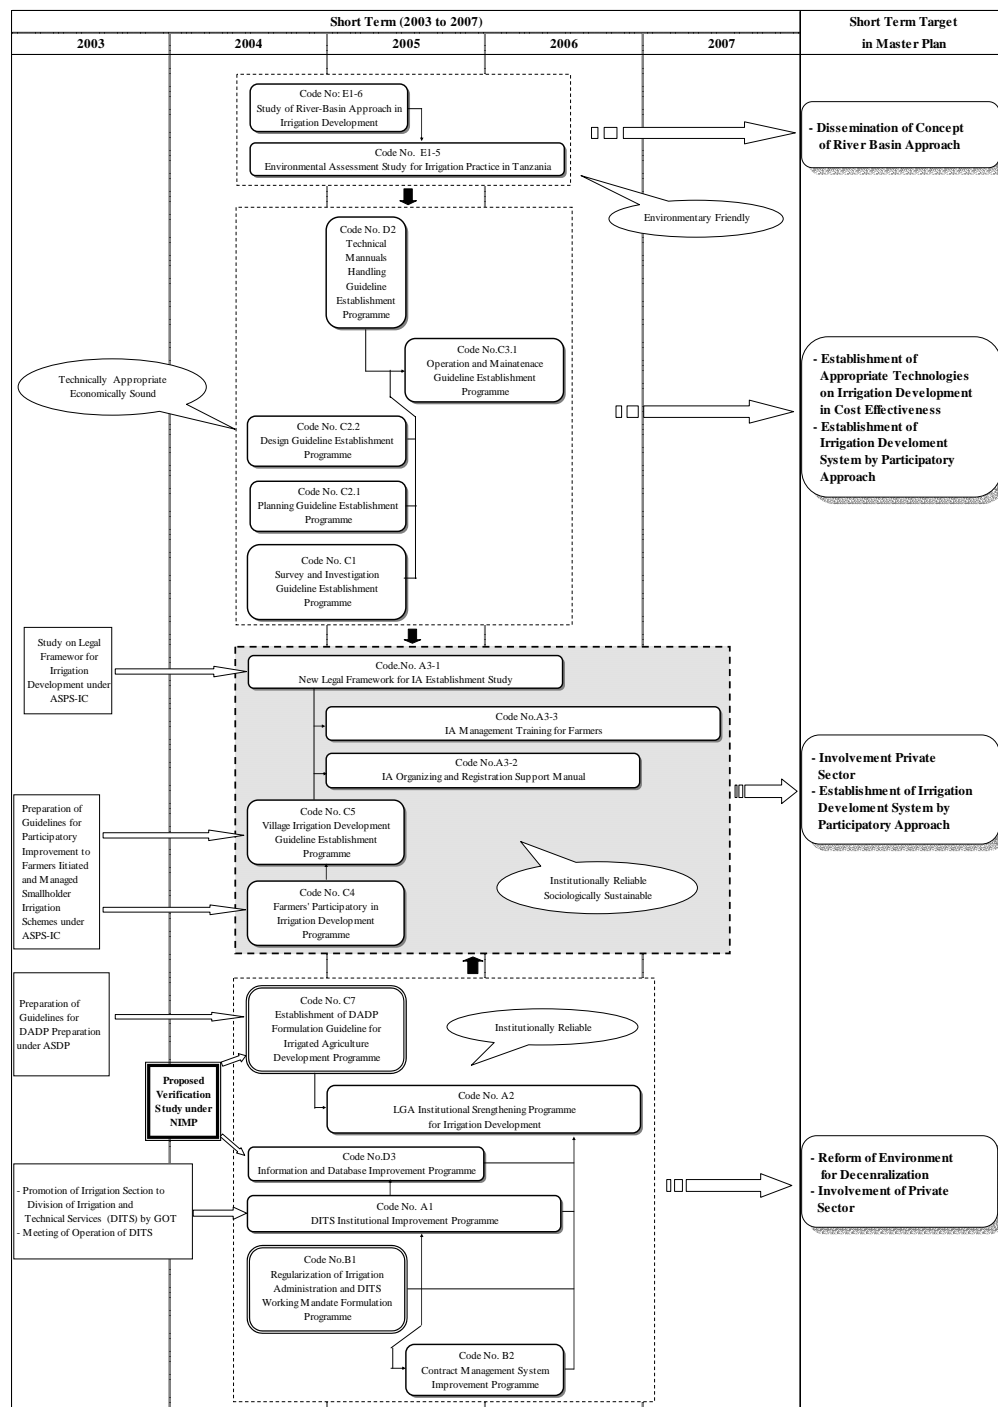 Short Term (2003 to 2007)
Short Term Target
in Master Plan
2003
2004
2005
2006
2007
Code No: E1-6
Study of River-Basin Approach in
Irrigation Development
Code No. E1-5
Environmental Assessment Study for Irrigation Practice in Tanzania
- Dissemination of Concept
of River Basin Approach
Environmentary Friendly
Code No. D2
Technical
Mannuals
Handling
Guideline
Establishment
Programme
Code No.C3.1
Operation and Mainatenace
Guideline Establishment
Programme
Technically Appropriate
Economically Sound
Code No. C2.2
Design Guideline Establishment
Programme
Code No. C2.1
Planning Guideline Establishment
Programme
Code No. C1
Survey and Investigation
Guideline Establishment
Programme
- Establishment of
Appropriate Technologies
on Irrigation Development
in Cost Effectiveness
- Establishment of
Irrigation Develoment
System by Participatory
Approach
Study on Legal
Framewor for
Irrigation
Development under
ASPS-IC
Code.No. A3-1
New Legal Framework for IA Establishment Study
Code No.A3-3
IA Management Training for Farmers
Code No.A3-2
IA Organizing and Registration Support Manual
Preparation of
Guidelines for
Participatory
Improvement to
Farmers Iitiated
and Managed
Smallholder
Irrigation
Schemes under
ASPS-IC
Code No. C5
Village Irrigation Development
Guideline Establishment
Programme
Code No. C4
Farmers' Participatory in
Irrigation Development
Programme
Institutionally Reliable
Sociologically Sustainable
- Involvement Private
Sector
- Establishment of Irrigation
Develoment System by
Participatory Approach
Preparation of
Guidelines for
DADP Preparation
under ASDP
Code No. C7
Establishment of DADP
Formulation Guideline for
Irrigated Agriculture
Development Programme
Institutionally Reliable
Proposed
Verification
Study under
NIMP
Code No. A2
LGA Institutional Srengthening Programme
for Irrigation Development
Code No.D3
Information and Database Improvement Programme
- Promotion of Irrigation Section to
Division of Irrigation and
Technical Services (DITS) by GOT
- Meeting of Operation of DITS
Code No. A1
DITS Institutional Improvement Programme
Code No.B1
Regularization of Irrigation
Administration and DITS
Working Mandate Formulation
Programme
Code No. B2
Contract Management System
Improvement Programme
- Reform of Environment
for Decenralization
- Involvement of Private
Sector